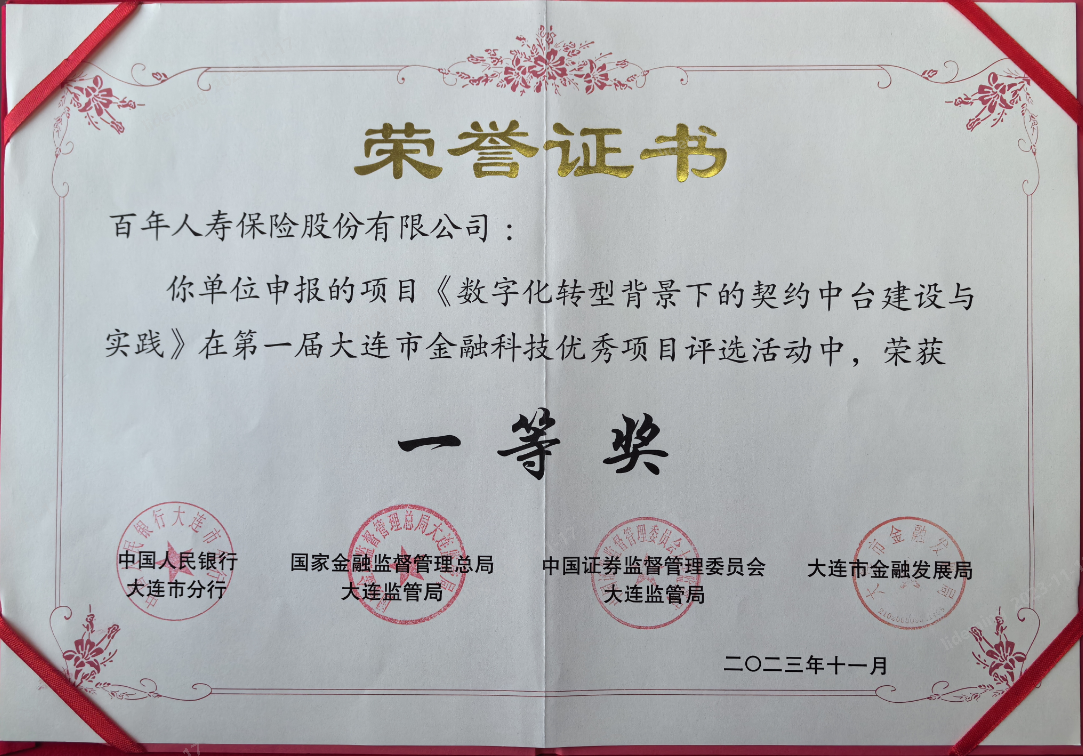 荣誉证书
百年人寿保险股份有限公司：
你单位申报的项目《数字化转型背景下的契约中台建设与
实践》在第一届大连市金融科技优秀项目评选活动中，荣获
一等奖
中国人民银行
大连市分行
国家金融监督管理总局
大连监管局
中国证券监督管理委员会
大连监管局
大连市金融发展局
二〇二三年十一月